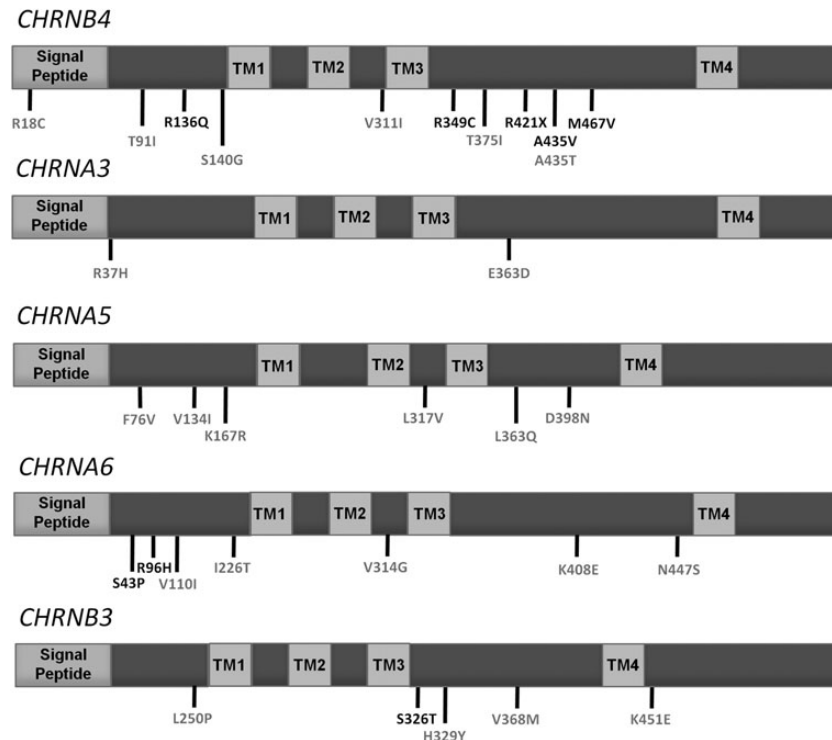 CHRNB4
Signal
Peptide
TM1
TM2
TM3
TM4
R18C
T91I
R136Q
S140G
V311I
R349C
T375I
R421X
A435V
A435T
M467V
CHRNA3
Signal
Peptide
TM1
TM2
TM3
TM4
R37H
E363D
CHRNA5
Signal
Peptide
TM1
TM2
TM3
TM4
F76V
V134I
K167R
L317V
L363Q
D398N
CHRNA6
Signal
Peptide
TM1
TM2
TM3
TM4
S43P
R96H
V110I
I226T
V314G
K408E
N447S
CHRNB3
Signal
Peptide
TM1
TM2
TM3
TM4
L250P
S326T
H329Y
V368M
K451E